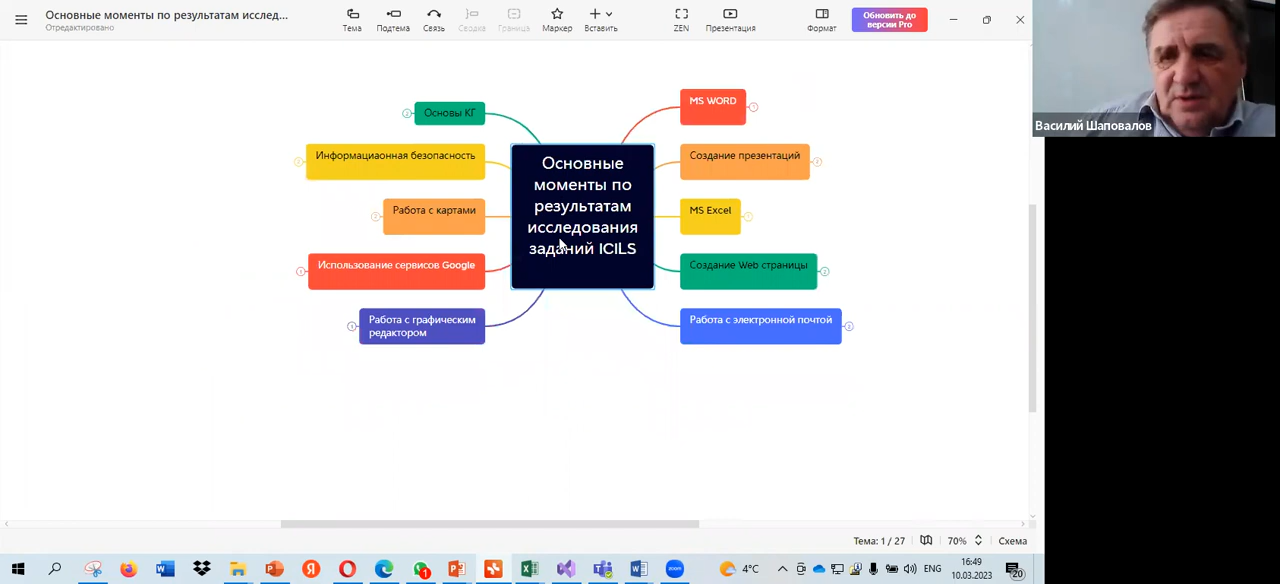 Основные моменты по результатам исслед...
Отредактировано
Тема
Подтема
Связь
Сводка
Граница
Маркер
Вставить
ZEN
Презентация
Формат
Обновить до
версии Pro
Василий Шаповалов
Основы КГ
MS WORD
Информациаонная безопасность
Основные
моменты по
результатам
исследования
заданий ICILS
Создание презентаций
Работа с картами
MS Excel
Использование сервисов Google
Создание Web страницы
Работа с графическим
редактором
Работа с электронной почтой
Тема: 1 / 27
70%
Схема
4°C
ENG
16:49
10.03.2023
20